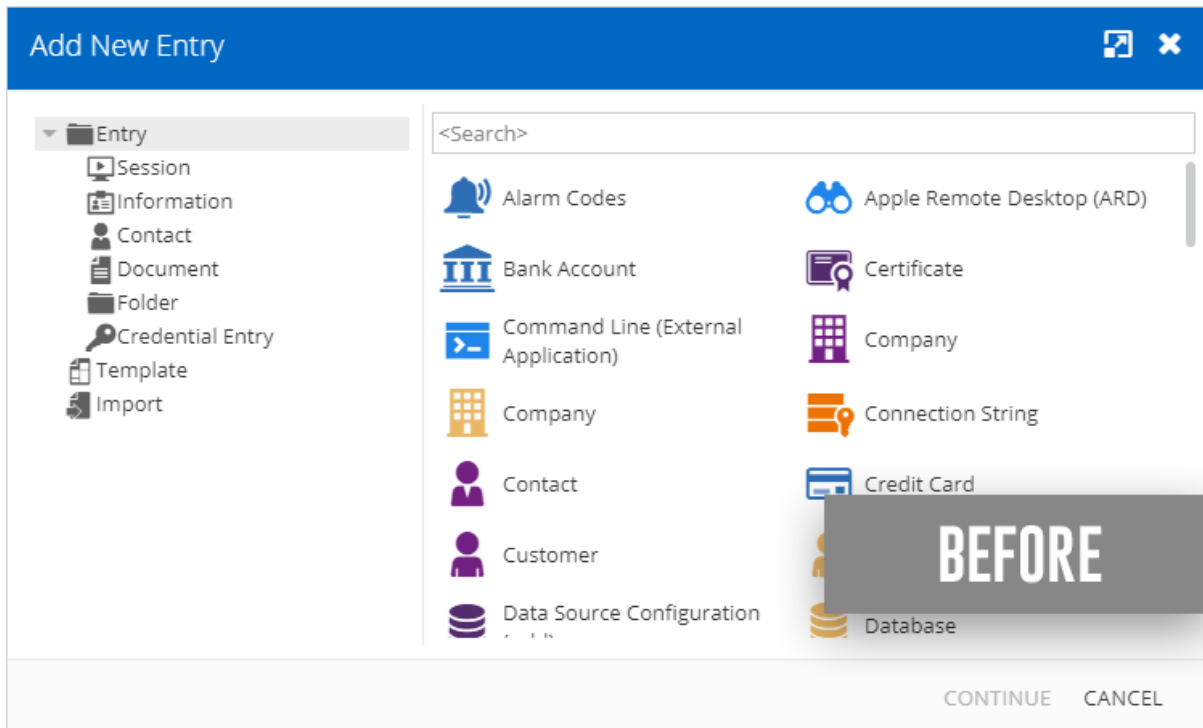 Add New Entry
Entry
Session
Information
Contact
Document
Folder
Credential Entry
Template
Import
<Search>
Alarm Codes
Apple Remote Desktop (ARD)
Bank Account
Certificate
Command Line (External
Application)
Company
Company
Connection String
Contact
Credit Card
Customer
BEFORE
Data Source Configuration
Database
CONTINUE
CANCEL